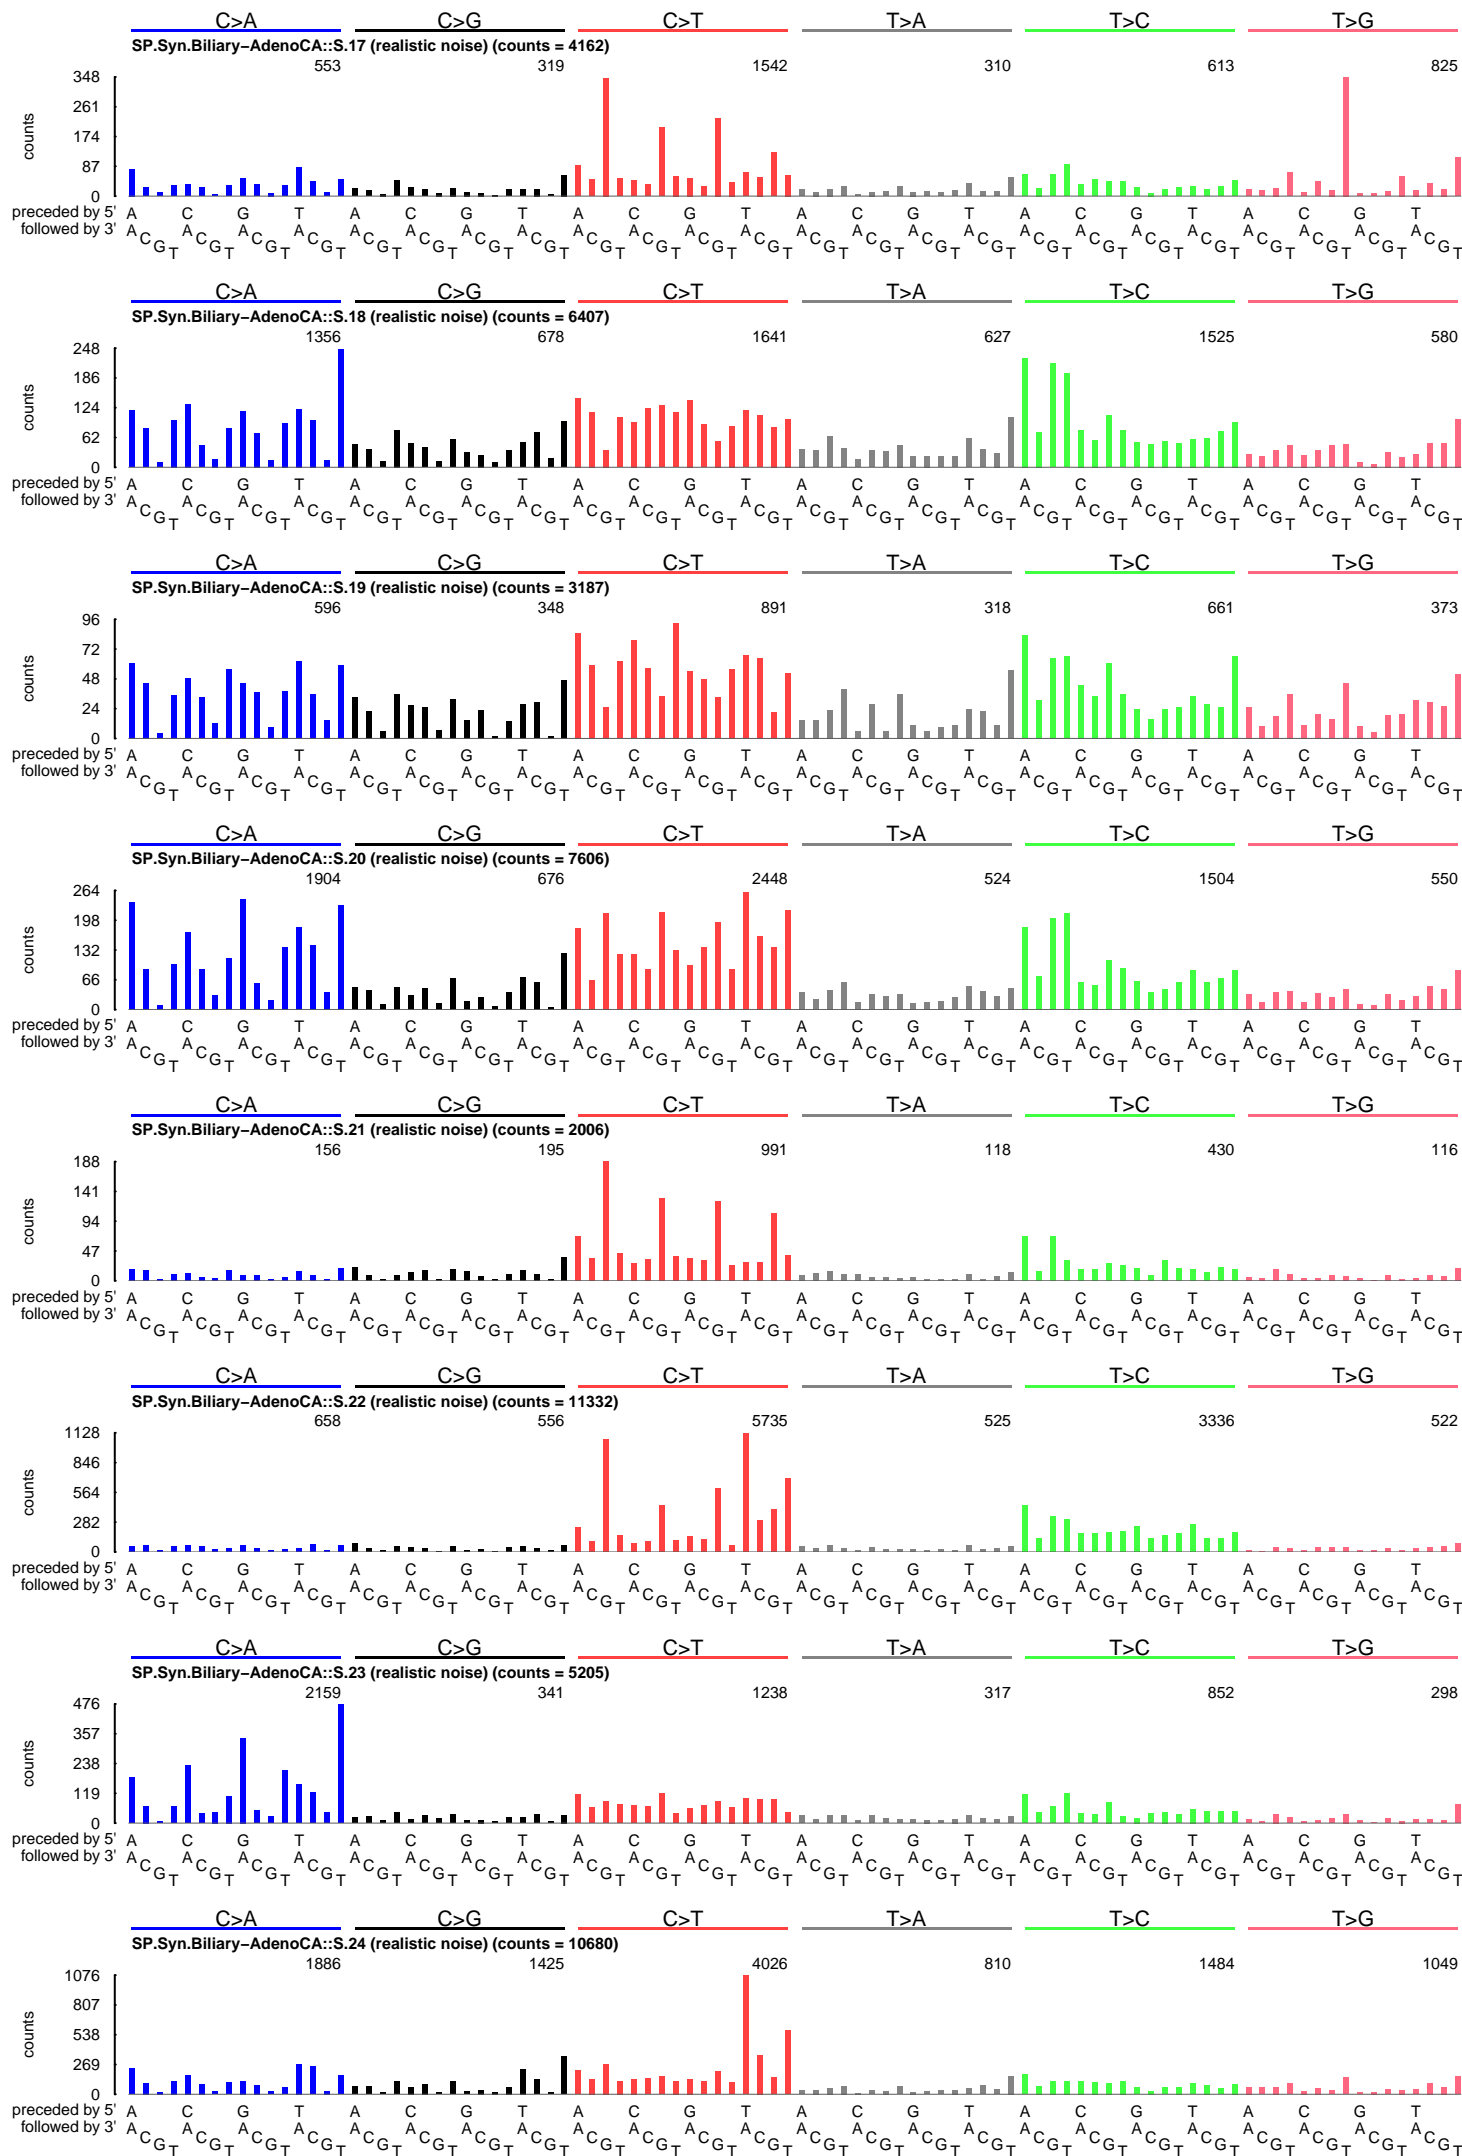 C>A C>G C>T T>A T>C T>G
SP.Syn.Biliary−AdenoCA::S.17 (realistic noise) (counts = 4162)
553 319 1542 310 613 825
348
261
174
87
0
counts
preceded by 5' A C G T A C G T A C G T A C G T A C G T A C G T
followed by 3' A C G T A C G T A C G T A C G T A C G T A C G T A C G T A C G T A C G T A C G T A C G T A C G T A C G T A C G T A C G T A C G T A C G T A C G T A C G T A C G T A C G T A C G T A C G T A C G T
C>A C>G C>T T>A T>C T>G
SP.Syn.Biliary−AdenoCA::S.18 (realistic noise) (counts = 6407)
1356 678 1641 627 1525 580
248
186
124
62
0
counts
preceded by 5' A C G T A C G T A C G T A C G T A C G T A C G T
followed by 3' A C G T A C G T A C G T A C G T A C G T A C G T A C G T A C G T A C G T A C G T A C G T A C G T A C G T A C G T A C G T A C G T A C G T A C G T A C G T A C G T A C G T A C G T A C G T A C G T
C>A C>G C>T T>A T>C T>G
SP.Syn.Biliary−AdenoCA::S.19 (realistic noise) (counts = 3187)
596 348 891 318 661 373
96
72
48
24
0
counts
preceded by 5' A C G T A C G T A C G T A C G T A C G T A C G T
followed by 3' A C G T A C G T A C G T A C G T A C G T A C G T A C G T A C G T A C G T A C G T A C G T A C G T A C G T A C G T A C G T A C G T A C G T A C G T A C G T A C G T A C G T A C G T A C G T A C G T
C>A C>G C>T T>A T>C T>G
SP.Syn.Biliary−AdenoCA::S.20 (realistic noise) (counts = 7606)
1904 676 2448 524 1504 550
264
198
132
66
0
counts
preceded by 5' A C G T A C G T A C G T A C G T A C G T A C G T
followed by 3' A C G T A C G T A C G T A C G T A C G T A C G T A C G T A C G T A C G T A C G T A C G T A C G T A C G T A C G T A C G T A C G T A C G T A C G T A C G T A C G T A C G T A C G T A C G T A C G T
C>A C>G C>T T>A T>C T>G
SP.Syn.Biliary−AdenoCA::S.21 (realistic noise) (counts = 2006)
156 195 991 118 430 116
188
141
94
47
0
counts
preceded by 5' A C G T A C G T A C G T A C G T A C G T A C G T
followed by 3' A C G T A C G T A C G T A C G T A C G T A C G T A C G T A C G T A C G T A C G T A C G T A C G T A C G T A C G T A C G T A C G T A C G T A C G T A C G T A C G T A C G T A C G T A C G T A C G T
C>A C>G C>T T>A T>C T>G
SP.Syn.Biliary−AdenoCA::S.22 (realistic noise) (counts = 11332)
658 556 5735 525 3336 522
1128
846
564
282
0
counts
preceded by 5' A C G T A C G T A C G T A C G T A C G T A C G T
followed by 3' A C G T A C G T A C G T A C G T A C G T A C G T A C G T A C G T A C G T A C G T A C G T A C G T A C G T A C G T A C G T A C G T A C G T A C G T A C G T A C G T A C G T A C G T A C G T A C G T
C>A C>G C>T T>A T>C T>G
SP.Syn.Biliary−AdenoCA::S.23 (realistic noise) (counts = 5205)
2159 341 1238 317 852 298
476
357
238
119
0
counts
preceded by 5' A C G T A C G T A C G T A C G T A C G T A C G T
followed by 3' A C G T A C G T A C G T A C G T A C G T A C G T A C G T A C G T A C G T A C G T A C G T A C G T A C G T A C G T A C G T A C G T A C G T A C G T A C G T A C G T A C G T A C G T A C G T A C G T
C>A C>G C>T T>A T>C T>G
SP.Syn.Biliary−AdenoCA::S.24 (realistic noise) (counts = 10680)
1886 1425 4026 810 1484 1049
1076
807
538
269
0
counts
preceded by 5' A C G T A C G T A C G T A C G T A C G T A C G T
followed by 3' A C G T A C G T A C G T A C G T A C G T A C G T A C G T A C G T A C G T A C G T A C G T A C G T A C G T A C G T A C G T A C G T A C G T A C G T A C G T A C G T A C G T A C G T A C G T A C G T